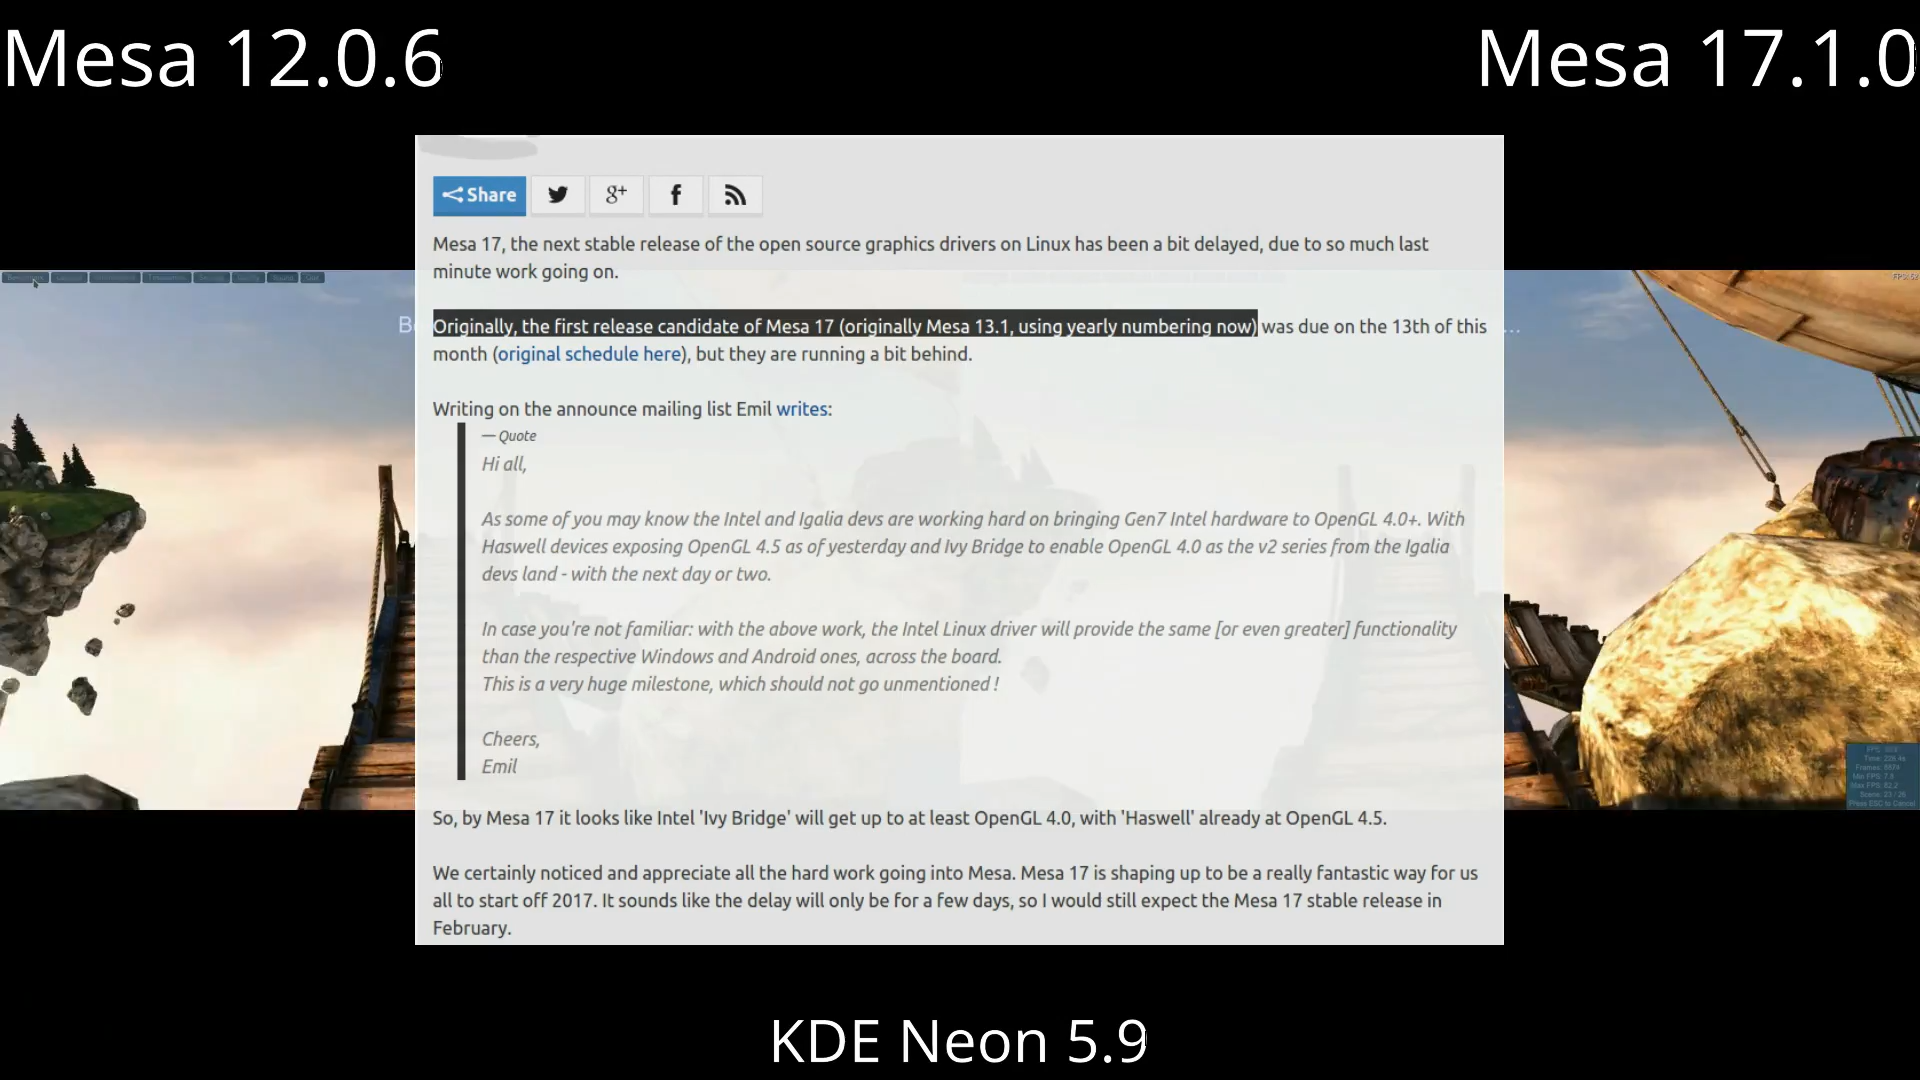 Mesa 12.0.6
Mesa 17.1.0
Share
g+
f
Mesa 17, the next stable release of the open source graphics drivers on Linux has been a bit delayed, due to so much last
minute work going on.
Originally, the first release candidate of Mesa 17 (originally Mesa 13.1, using yearly numbering now) was due on the 13th of this
month (original schedule here), but they are running a bit behind.
Writing on the announce mailing list Emil writes:
— Quote
Hi all,
As some of you may know the Intel and Igalia devs are working hard on bringing Gen7 Intel hardware to OpenGL 4.0+. With
Haswell devices exposing OpenGL 4.5 as of yesterday and Ivy Bridge to enable OpenGL 4.0 as the v2 series from the Igalia
devs land - with the next day or two.
In case you're not familiar: with the above work, the Intel Linux driver will provide the same [or even greater] functionality
than the respective Windows and Android ones, across the board.
This is a very huge milestone, which should not go unmentioned !
Cheers,
Emil
So, by Mesa 17 it looks like Intel 'Ivy Bridge' will get up to at least OpenGL 4.0, with 'Haswell' already at OpenGL 4.5.
We certainly noticed and appreciate all the hard work going into Mesa. Mesa 17 is shaping up to be a really fantastic way for us
all to start off 2017. It sounds like the delay will only be for a few days, so I would still expect the Mesa 17 stable release in
February.
Press ESC to Cancel
KDE Neon 5.9